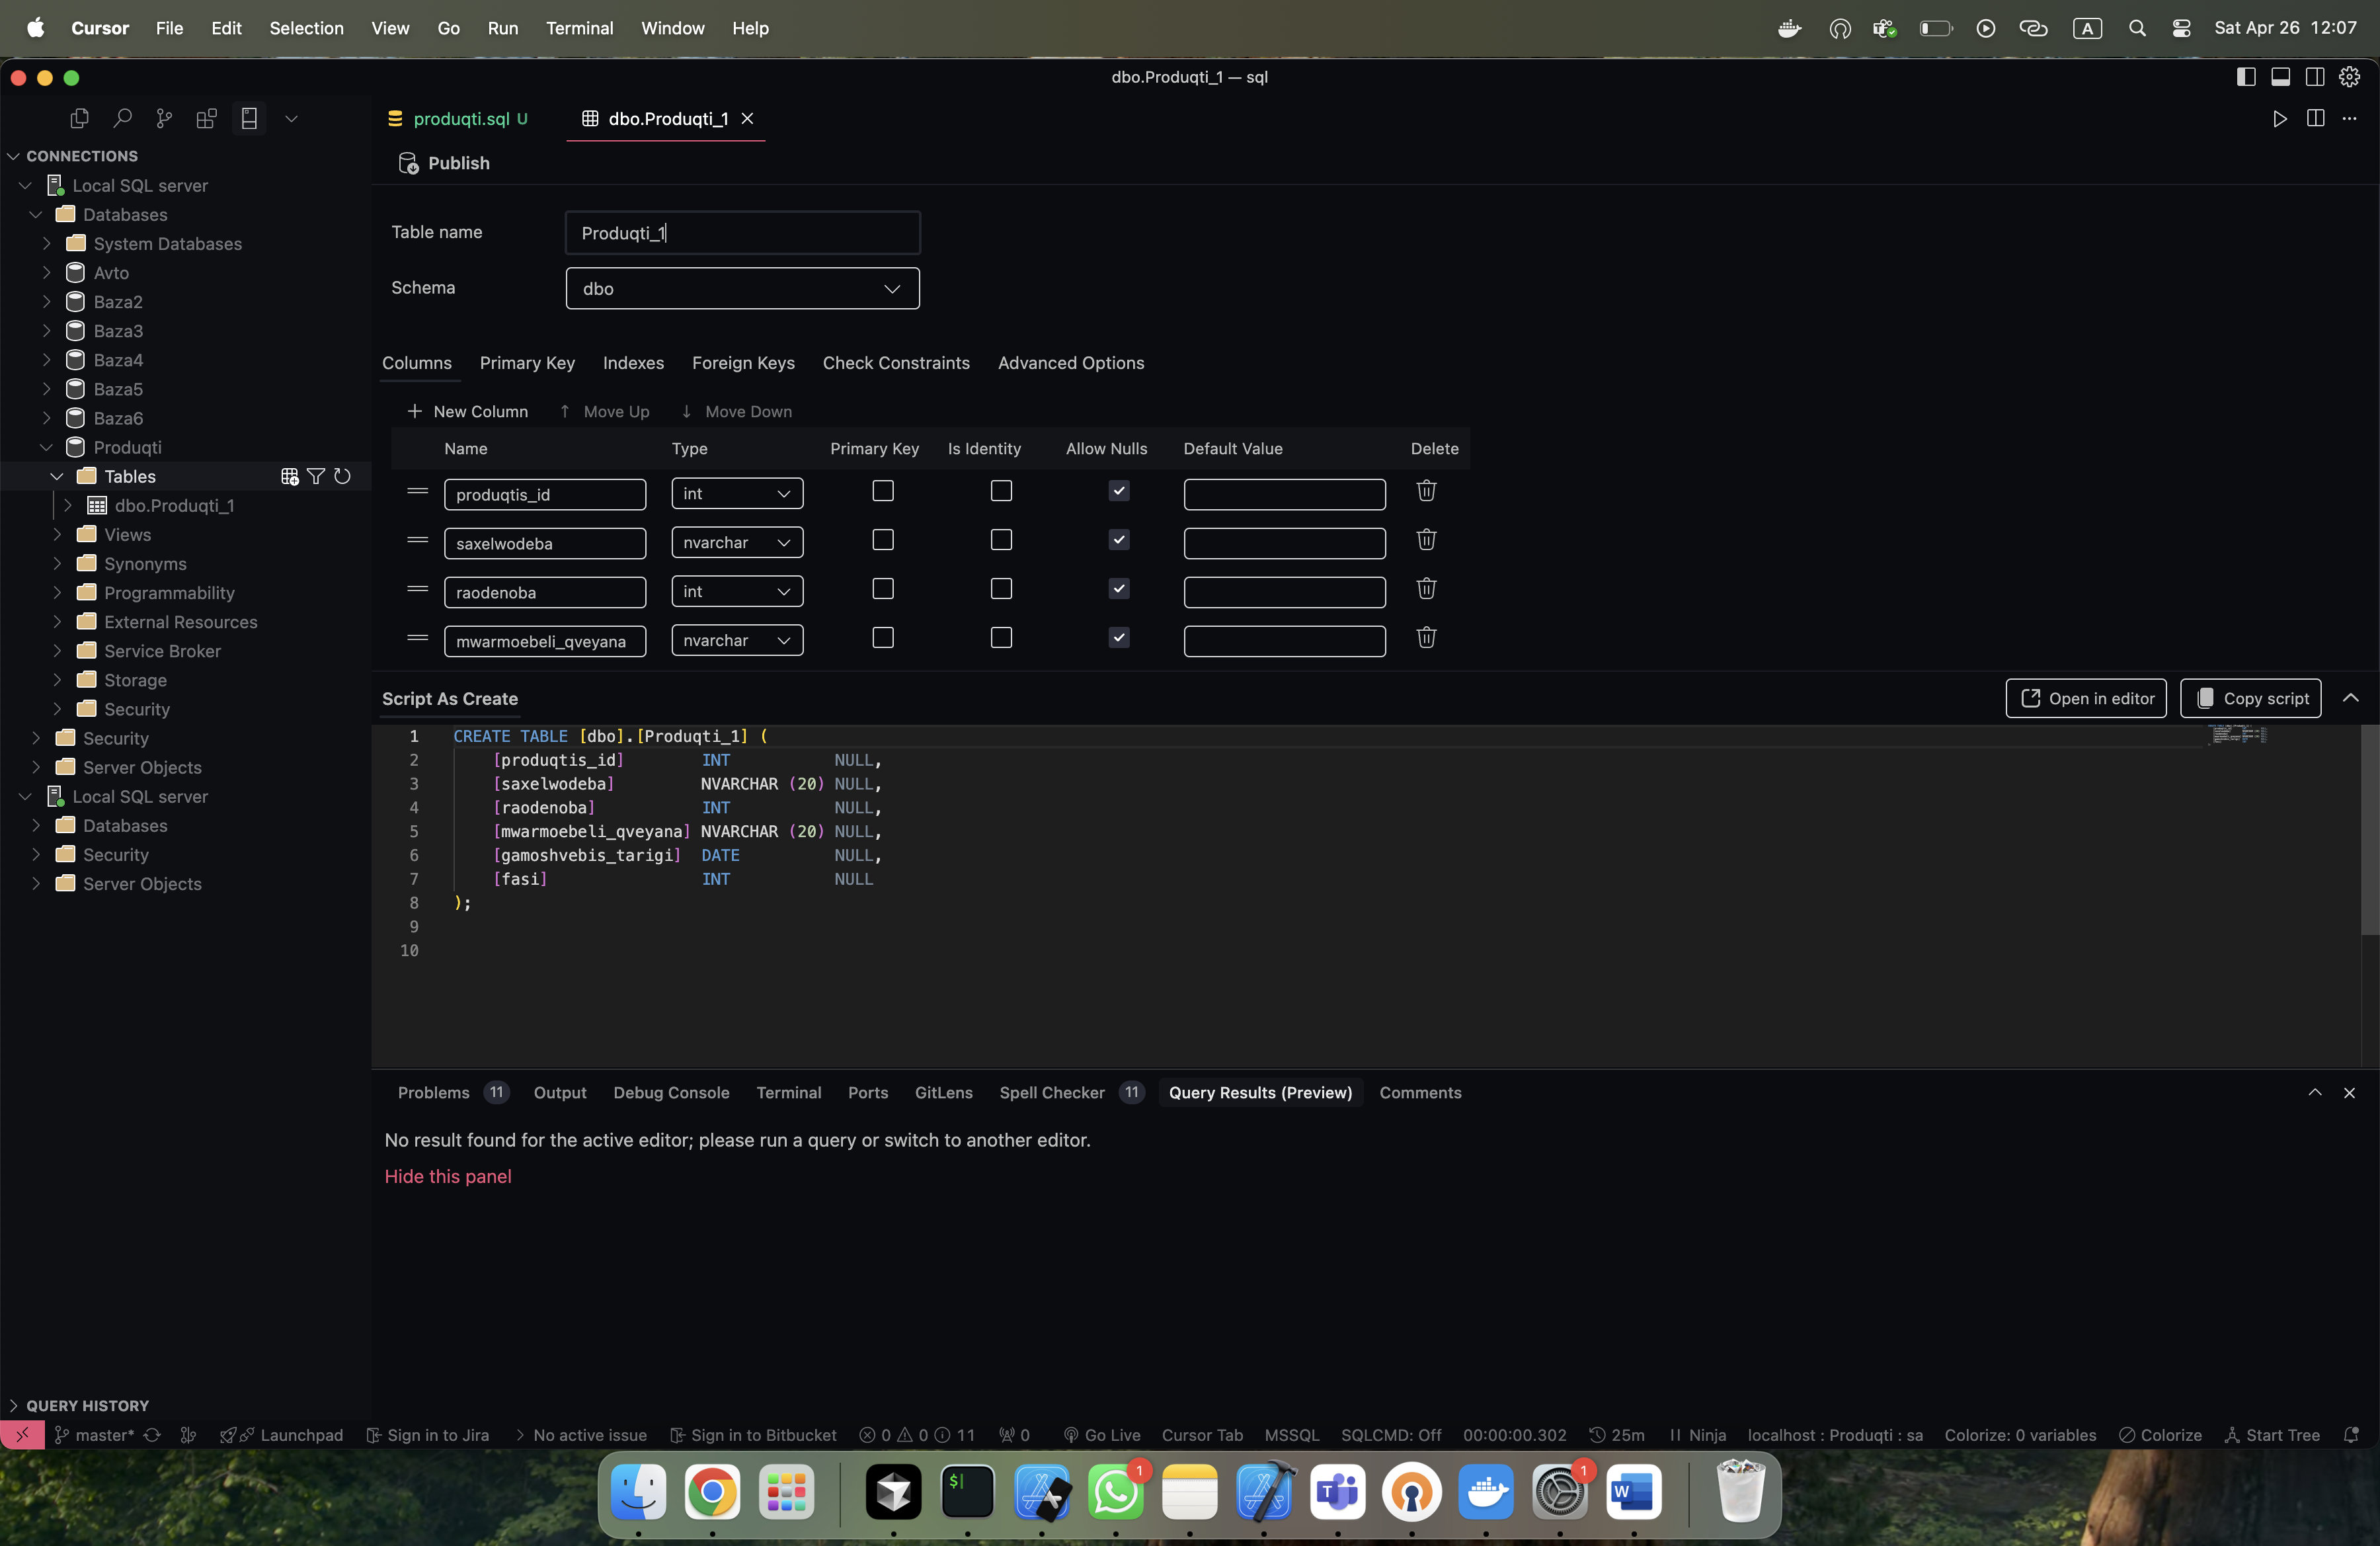 Cursor File Edit Selection View Go Run Terminal Window Help A Sat Apr 26 12:07
dbo.Produqti_1 — sql
produqti.sql U dbo.Produqti_1
CONNECTIONS
Local SQL server
Databases
System Databases
Avto
Baza2
Baza3
Baza4
Baza5
Baza6
Produqti
Tables
dbo.Produqti_1
Views
Synonyms
Programmability
External Resources
Service Broker
Storage
Security
Security
Server Objects
Local SQL server
Databases
Security
Server Objects
QUERY HISTORY
Publish
Table name Produqti_1
Schema dbo
Columns Primary Key Indexes Foreign Keys Check Constraints Advanced Options
New Column Move Up Move Down
Name Type Primary Key Is Identity Allow Nulls Default Value Delete
produqtis_id int
saxelwodeba nvarchar
raodenoba int
mwarmoebeli_qveyana nvarchar
Script As Create Open in editor Copy script
1 CREATE TABLE [dbo].[Produqti_1] (
2 [produqtis_id] INT NULL,
3 [saxelwodeba] NVARCHAR (20) NULL,
4 [raodenoba] INT NULL,
5 [mwarmoebeli_qveyana] NVARCHAR (20) NULL,
6 [gamoshvebis_tarigi] DATE NULL,
7 [fasi] INT NULL
8 );
9
10
Problems 11 Output Debug Console Terminal Ports GitLens Spell Checker 11 Query Results (Preview) Comments
No result found for the active editor; please run a query or switch to another editor.
Hide this panel
master* Launchpad Sign in to Jira No active issue Sign in to Bitbucket 0 0 11 0 Go Live Cursor Tab MSSQL SQLCMD: Off 00:00:00.302 25m Ninja localhost : Produqti : sa Colorize: 0 variables Colorize Start Tree
$ 1 T 1 W